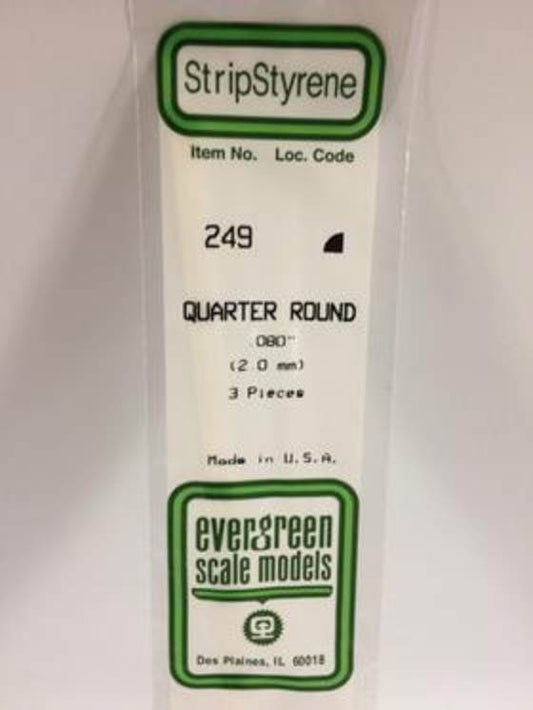 StripStyrene
Item No. Loc. Code
249
QUARTER ROUND
.080"
(2.0 mm)
3 Pieces
Made in U.S.A.
evergreen
scale models
Des Plaines, IL 60018